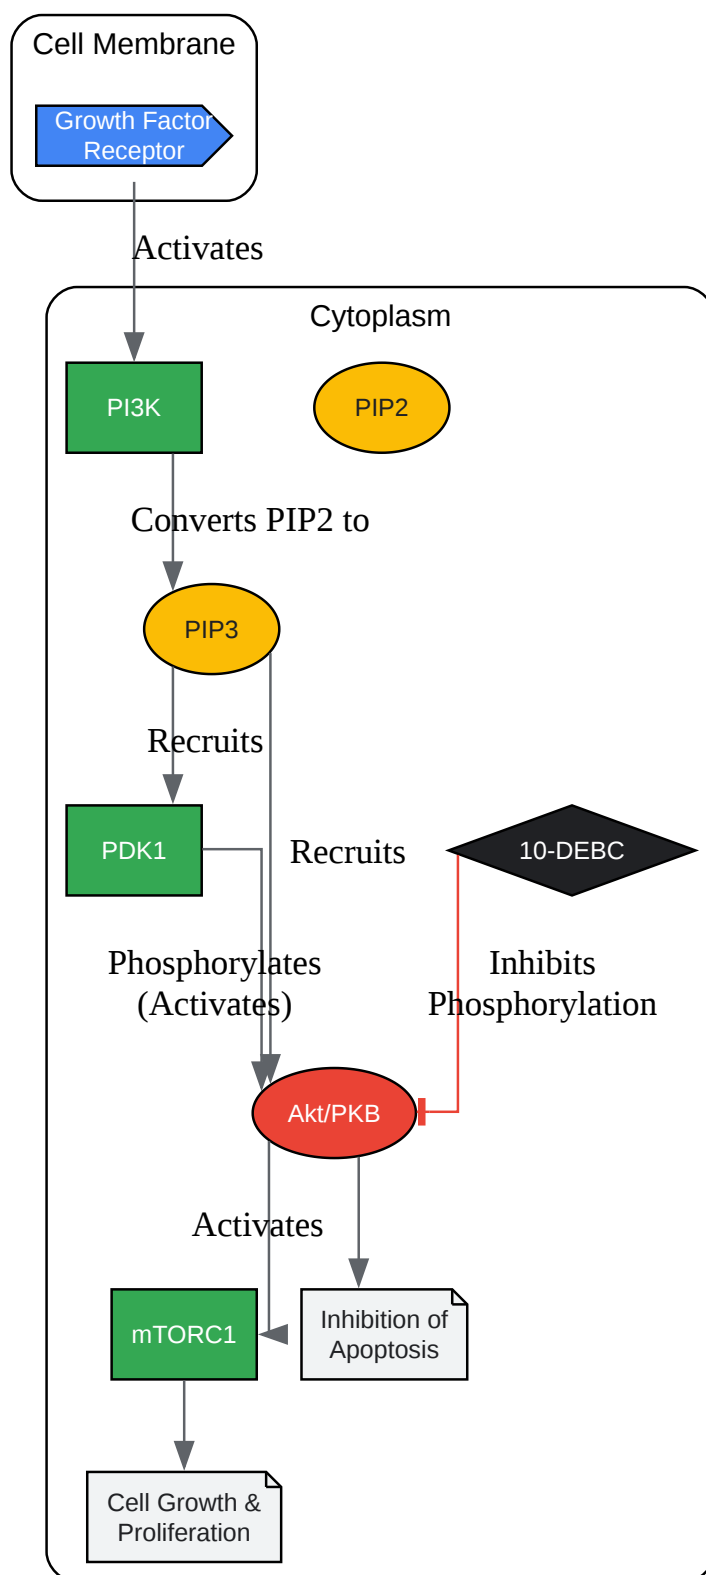 Cell Membrane
Growth Factor
Receptor
Activates
Cytoplasm
PI3K
PIP2
Converts PIP2 to
PIP3
Recruits
PDK1
Recruits
10-DEBC
Phosphorylates
(Activates)
Inhibits
Phosphorylation
Akt/PKB
Activates
mTORC1
Inhibition of
Apoptosis
Cell Growth &
Proliferation